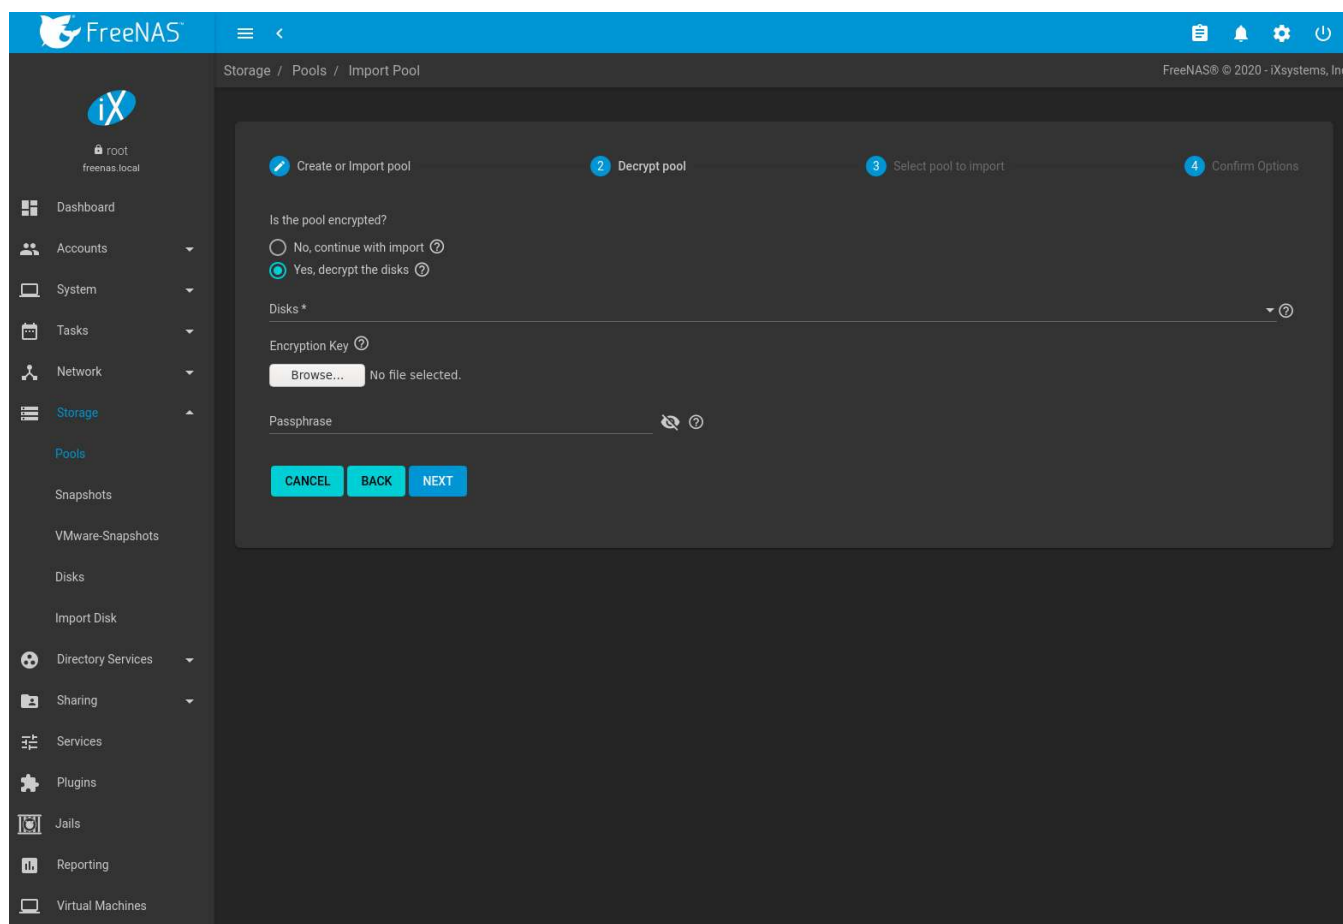 FreeNAS
Storage / Pools / Import Pool
FreeNAS® © 2020 - iXsystems, Inc
iX
root
freenas.local
Dashboard
Accounts
System
Tasks
Network
Storage
Pools
Snapshots
VMware-Snapshots
Disks
Import Disk
Directory Services
Sharing
Services
Plugins
Jails
Reporting
Virtual Machines
Create or Import pool
2 Decrypt pool
3 Select pool to import
4 Confirm Options
Is the pool encrypted?
No, continue with import
Yes, decrypt the disks
Disks *
Encryption Key
Browse... No file selected.
Passphrase
CANCEL BACK NEXT